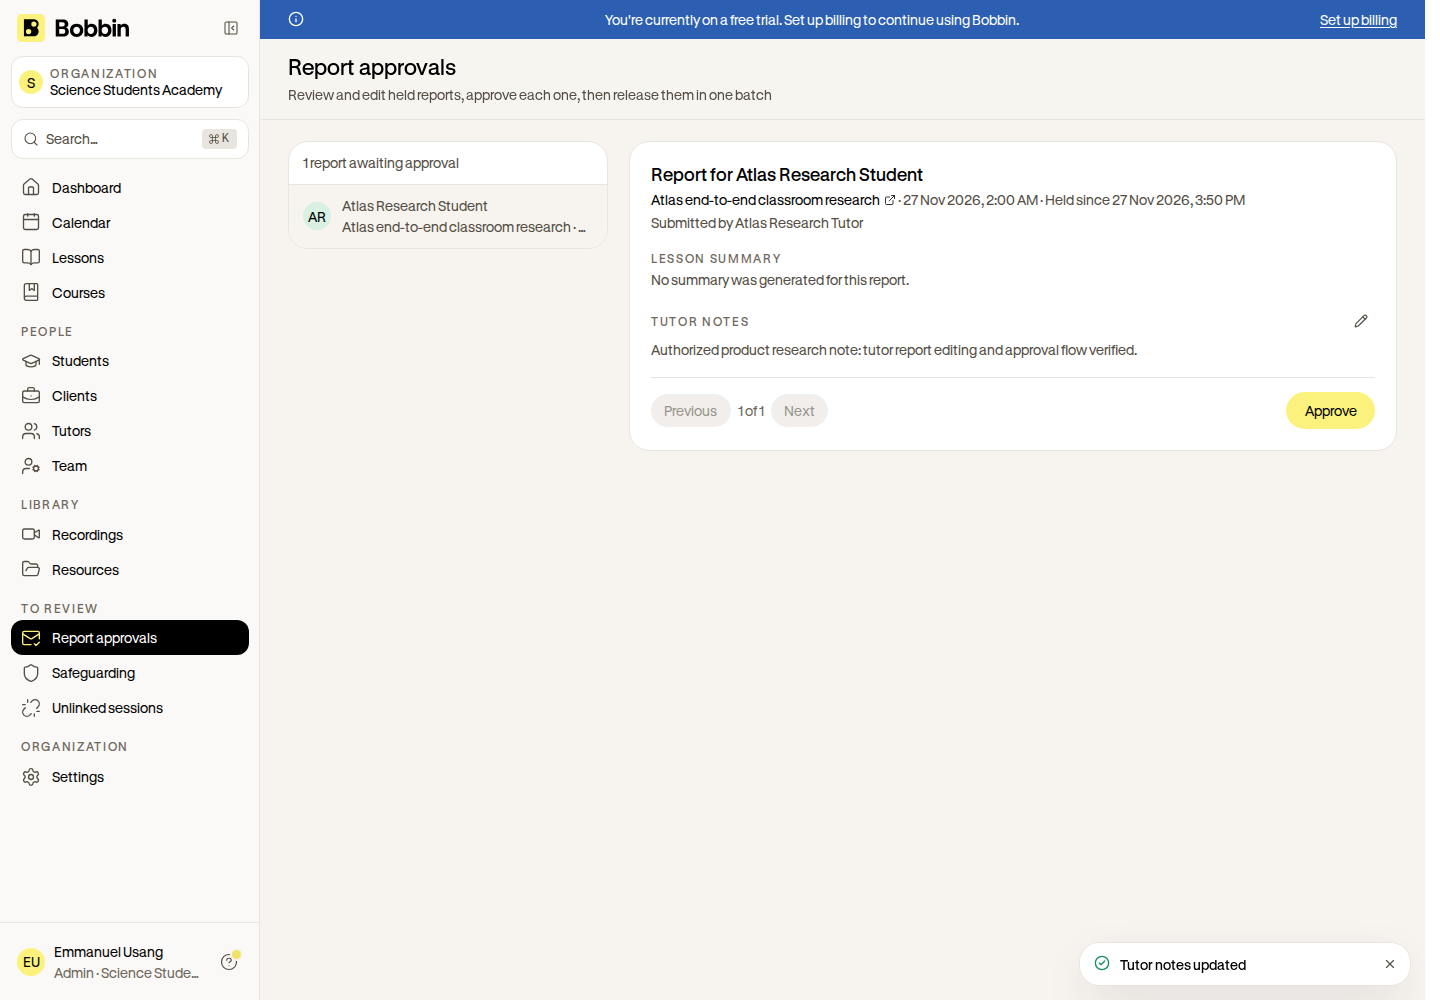 Bobbin
ORGANIZATION
S
Science Students Academy
Search...
⌘ K
Dashboard
Calendar
Lessons
Courses
PEOPLE
Students
Clients
Tutors
Team
LIBRARY
Recordings
Resources
TO REVIEW
Report approvals
Safeguarding
Unlinked sessions
ORGANIZATION
Settings
EU
Emmanuel Usang
Admin · Science Stude...
You're currently on a free trial. Set up billing to continue using Bobbin.
Set up billing
Report approvals
Review and edit held reports, approve each one, then release them in one batch
1 report awaiting approval
AR
Atlas Research Student
Atlas end-to-end classroom research · ...
Report for Atlas Research Student
Atlas end-to-end classroom research · 27 Nov 2026, 2:00 AM · Held since 27 Nov 2026, 3:50 PM
Submitted by Atlas Research Tutor
LESSON SUMMARY
No summary was generated for this report.
TUTOR NOTES
Authorized product research note: tutor report editing and approval flow verified.
Previous
1 of 1
Next
Approve
Tutor notes updated